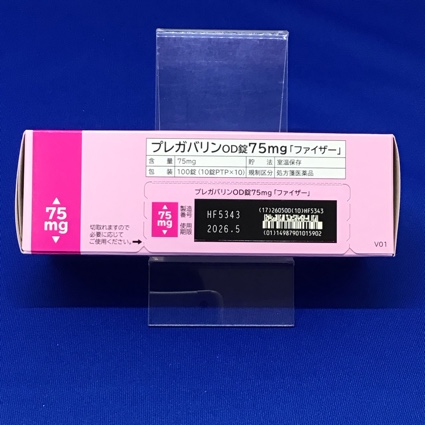 プレガバリンOD錠75mg「ファイザー」
含量 75mg 貯法 室温保存
包装 100錠(10錠PTP×10) 規制区分 処方箋医薬品
75
mg
切取れますので
必要に応じて
ご使用ください。
プレガバリンOD錠75mg「ファイザー」
75
mg
製造番号 HF5343
使用期限 2026.5
(17)260500(10)HF5343
(01)14987901015902
V01